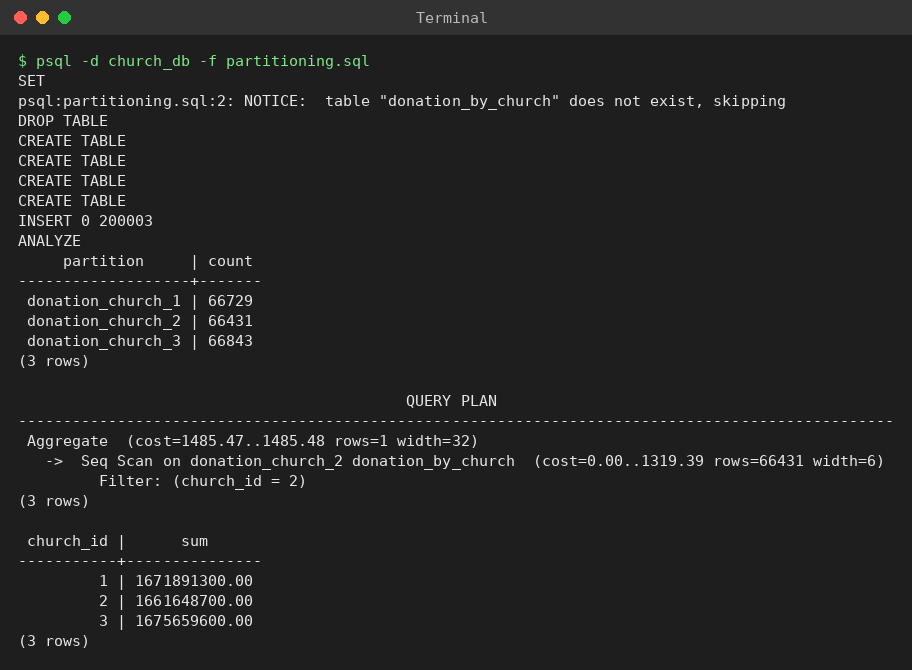 Terminal
$ psql -d church_db -f partitioning.sql
SET
psql:partitioning.sql:2: NOTICE:  table "donation_by_church" does not exist, skipping
DROP TABLE
CREATE TABLE
CREATE TABLE
CREATE TABLE
CREATE TABLE
INSERT 0 200003
ANALYZE
     partition     | count
-------------------+-------
 donation_church_1 | 66729
 donation_church_2 | 66431
 donation_church_3 | 66843
(3 rows)

                                           QUERY PLAN
-------------------------------------------------------------------------------------------------
 Aggregate  (cost=1485.47..1485.48 rows=1 width=32)
   ->  Seq Scan on donation_church_2 donation_by_church  (cost=0.00..1319.39 rows=66431 width=6)
         Filter: (church_id = 2)
(3 rows)

 church_id |      sum
-----------+---------------
         1 | 1671891300.00
         2 | 1661648700.00
         3 | 1675659600.00
(3 rows)